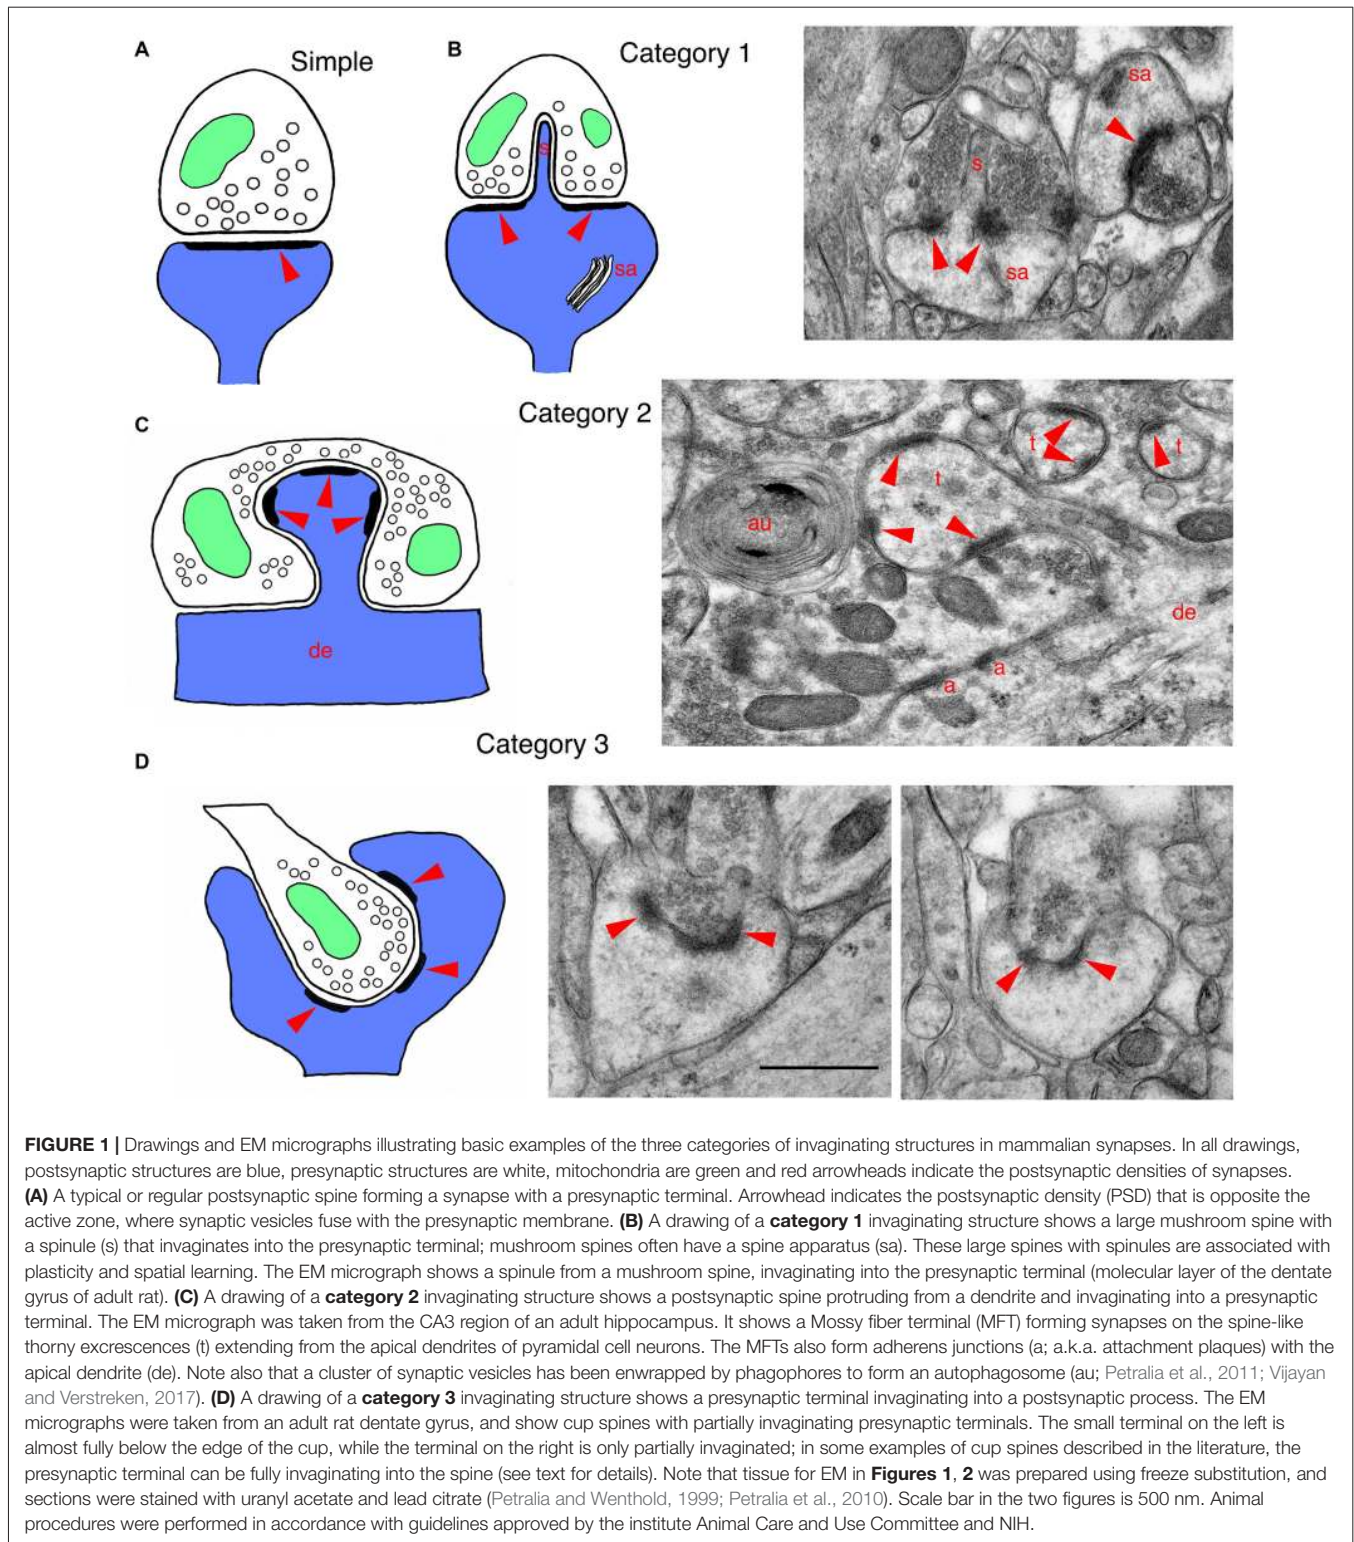 A
Simple
B
Category 1
s
sa
s
sa
sa
C
Category 2
de
au
t
t
t
de
a
a
Category 3
D
FIGURE 1 | Drawings and EM micrographs illustrating basic examples of the three categories of invaginating structures in mammalian synapses. In all drawings,
postsynaptic structures are blue, presynaptic structures are white, mitochondria are green and red arrowheads indicate the postsynaptic densities of synapses.
(A) A typical or regular postsynaptic spine forming a synapse with a presynaptic terminal. Arrowhead indicates the postsynaptic density (PSD) that is opposite the
active zone, where synaptic vesicles fuse with the presynaptic membrane. (B) A drawing of a category 1 invaginating structure shows a large mushroom spine with
a spinule (s) that invaginates into the presynaptic terminal; mushroom spines often have a spine apparatus (sa). These large spines with spinules are associated with
plasticity and spatial learning. The EM micrograph shows a spinule from a mushroom spine, invaginating into the presynaptic terminal (molecular layer of the dentate
gyrus of adult rat). (C) A drawing of a category 2 invaginating structure shows a postsynaptic spine protruding from a dendrite and invaginating into a presynaptic
terminal. The EM micrograph was taken from the CA3 region of an adult hippocampus. It shows a Mossy fiber terminal (MFT) forming synapses on the spine-like
thorny excrescences (t) extending from the apical dendrites of pyramidal cell neurons. The MFTs also form adherens junctions (a; a.k.a. attachment plaques) with the
apical dendrite (de). Note also that a cluster of synaptic vesicles has been enwrapped by phagophores to form an autophagosome (au; Petralia et al., 2011; Vijayan
and Verstreken, 2017). (D) A drawing of a category 3 invaginating structure shows a presynaptic terminal invaginating into a postsynaptic process. The EM
micrographs were taken from an adult rat dentate gyrus, and show cup spines with partially invaginating presynaptic terminals. The small terminal on the left is
almost fully below the edge of the cup, while the terminal on the right is only partially invaginated; in some examples of cup spines described in the literature, the
presynaptic terminal can be fully invaginating into the spine (see text for details). Note that tissue for EM in Figures 1, 2 was prepared using freeze substitution, and
sections were stained with uranyl acetate and lead citrate (Petralia and Wenthold, 1999; Petralia et al., 2010). Scale bar in the two figures is 500 nm. Animal
procedures were performed in accordance with guidelines approved by the institute Animal Care and Use Committee and NIH.